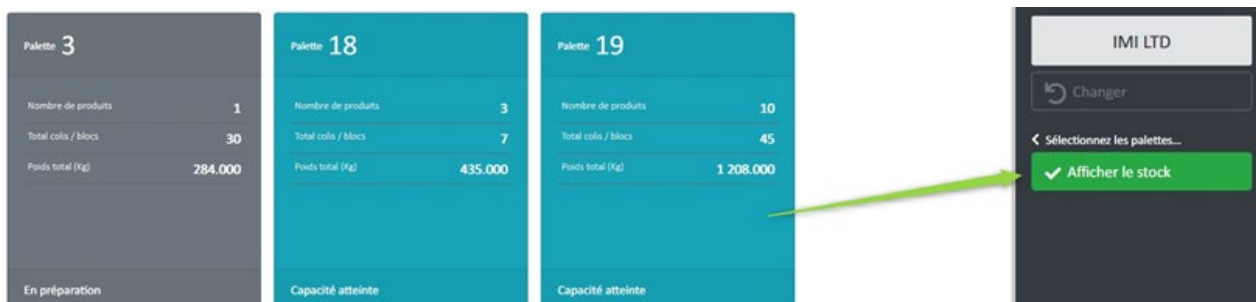 Palette 3
Nombre de produits 1
Total colis / blocs 30
Poids total (Kg) 284.000
En préparation
Palette 18
Nombre de produits 3
Total colis / blocs 7
Poids total (Kg) 435.000
Capacité atteinte
Palette 19
Nombre de produits 10
Total colis / blocs 45
Poids total (Kg) 1 208.000
Capacité atteinte
IMI LTD
Changer
Sélectionnez les palettes...
Afficher le stock